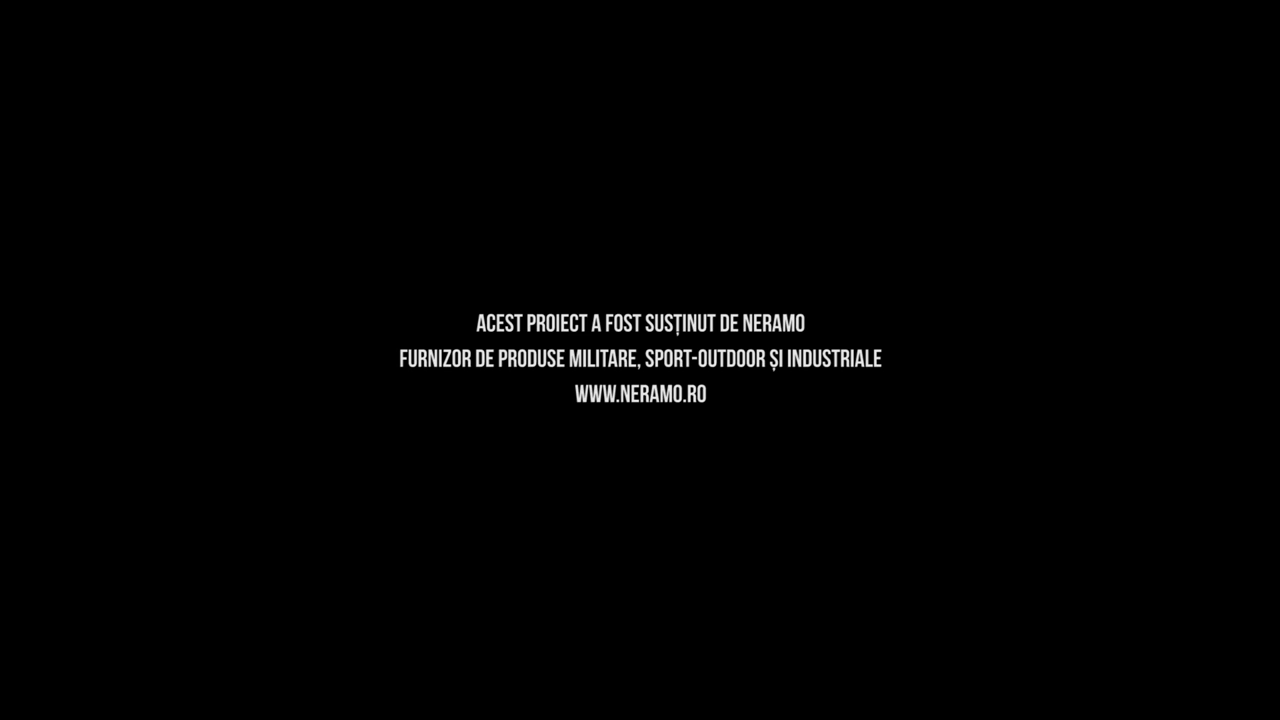 ACEST PROIECT A FOST SUSȚINUT DE NERAMO
FURNIZOR DE PRODUSE MILITARE, SPORT-OUTDOOR ȘI INDUSTRIALE
WWW.NERAMO.RO